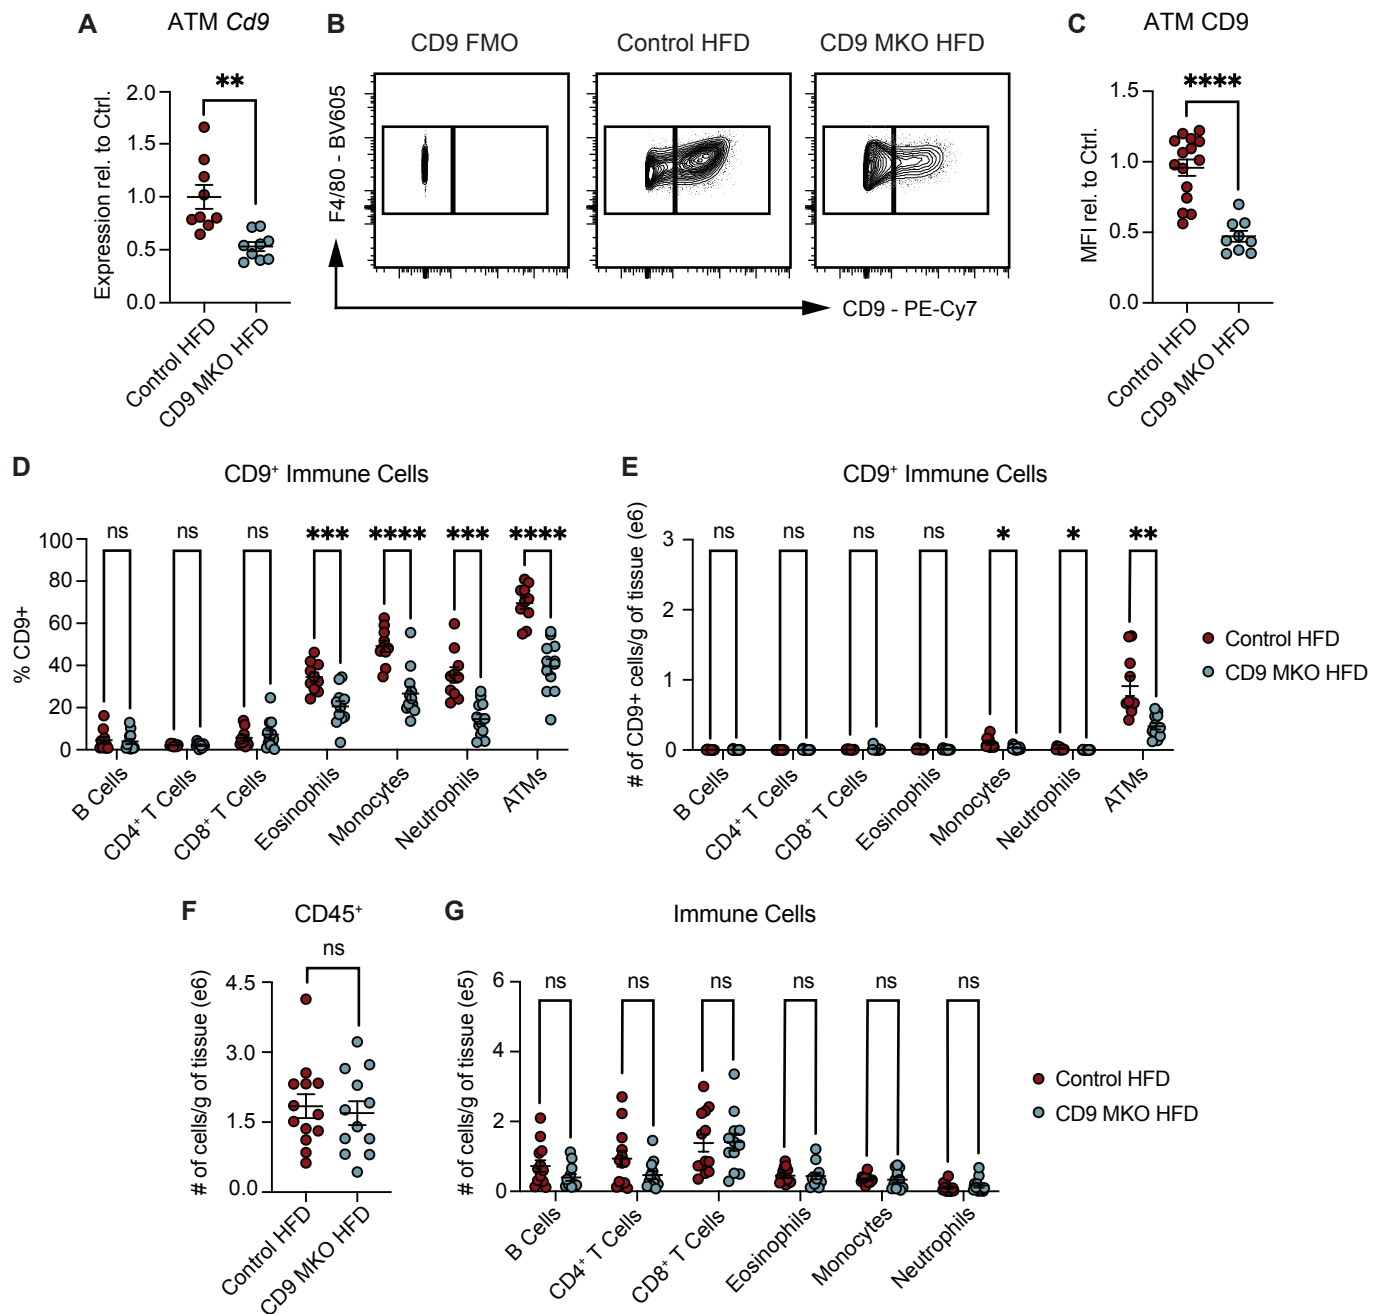 A
ATM Cd9
**
Expression rel. to Ctrl.
2.0
1.5
1.0
0.5
0.0
Control HFD
CD9 MKO HFD
B
CD9 FMO
Control HFD
CD9 MKO HFD
F4/80 - BV605
CD9 - PE-Cy7
C
ATM CD9
****
MFI rel. to Ctrl.
1.5
1.0
0.5
0.0
Control HFD
CD9 MKO HFD
D
CD9⁺ Immune Cells
ns
ns
ns
***
****
***
****
% CD9+
100
80
60
40
20
0
B Cells
CD4⁺ T Cells
CD8⁺ T Cells
Eosinophils
Monocytes
Neutrophils
ATMs
E
CD9⁺ Immune Cells
ns
ns
ns
ns
*
*
**
# of CD9+ cells/g of tissue (e6)
3
2
1
0
B Cells
CD4⁺ T Cells
CD8⁺ T Cells
Eosinophils
Monocytes
Neutrophils
ATMs
Control HFD
CD9 MKO HFD
F
CD45⁺
ns
# of cells/g of tissue (e6)
4.5
3.0
1.5
0.0
Control HFD
CD9 MKO HFD
G
Immune Cells
ns
ns
ns
ns
ns
ns
# of cells/g of tissue (e5)
6
4
2
0
B Cells
CD4⁺ T Cells
CD8⁺ T Cells
Eosinophils
Monocytes
Neutrophils
Control HFD
CD9 MKO HFD